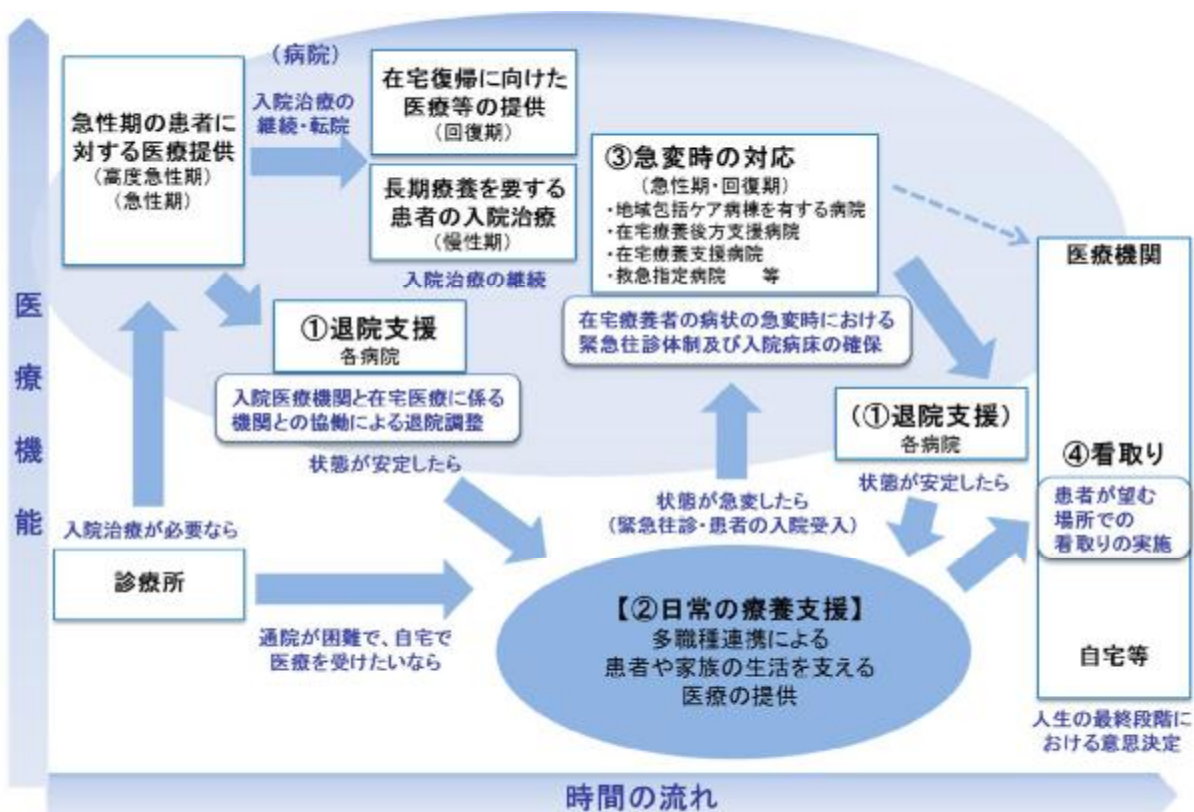 （病院）
急性期の患者に
対する医療提供
（高度急性期）
（急性期）
入院治療の
継続・転院
在宅復帰に向けた
医療等の提供
（回復期）
長期療養を要する
患者の入院治療
（慢性期）
入院治療の継続
③急変時の対応
（急性期・回復期）
・地域包括ケア病棟を有する病院
・在宅療養後方支援病院
・在宅療養支援病院
・救急指定病院　等
在宅療養者の病状の急変時における
緊急往診体制及び入院病床の確保
①退院支援
各病院
入院医療機関と在宅医療に係る
機関との協働による退院調整
状態が安定したら
（①退院支援）
各病院
状態が安定したら
状態が急変したら
（緊急往診・患者の入院受入）
入院治療が必要なら
診療所
通院が困難で、自宅で
医療を受けたいなら
【②日常の療養支援】
多職種連携による
患者や家族の生活を支える
医療の提供
医療機関
④看取り
患者が望む
場所での
看取りの実施
自宅等
人生の最終段階に
おける意思決定
医療機能
時間の流れ